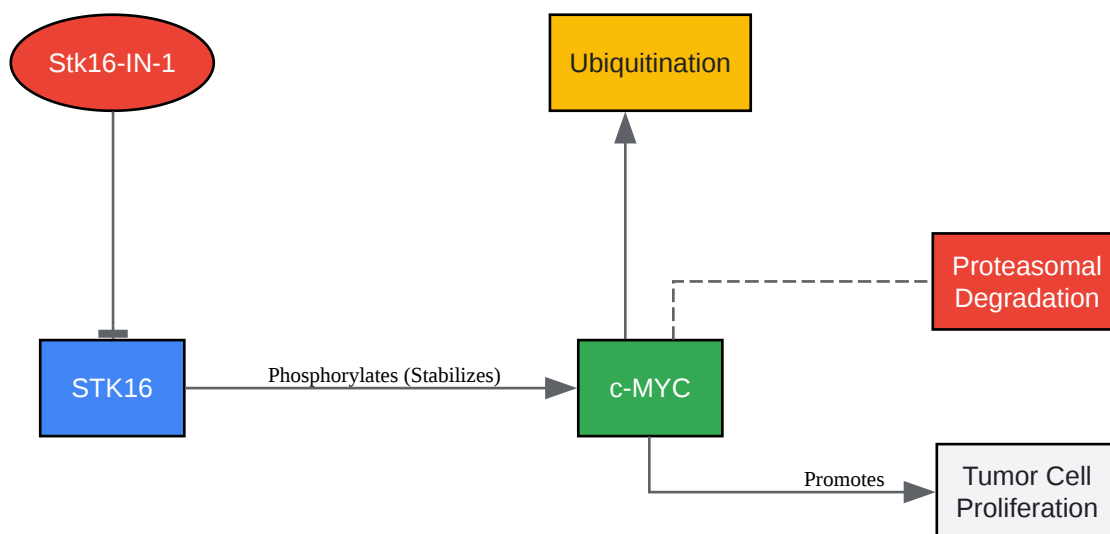 Stk16-IN-1
Ubiquitination
Proteasomal
Degradation
STK16
Phosphorylates (Stabilizes)
c-MYC
Promotes
Tumor Cell
Proliferation